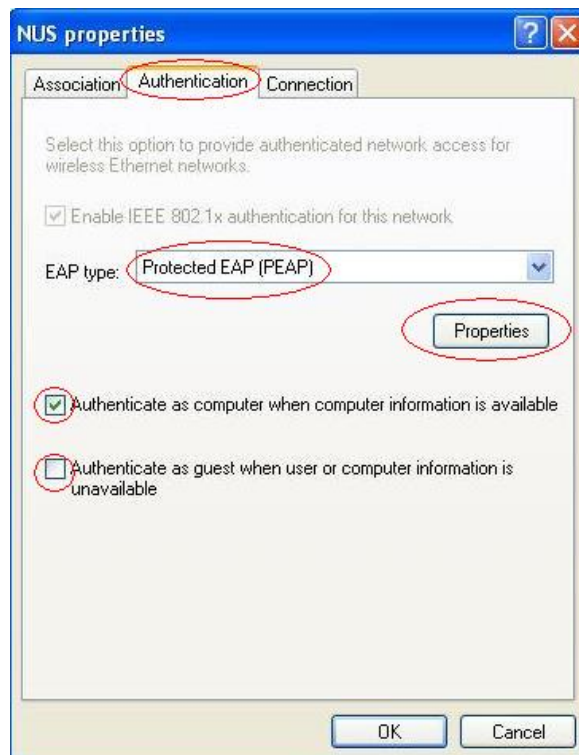 NUS properties
Association
Authentication
Connection
Select this option to provide authenticated network access for
wireless Ethernet networks.
Enable IEEE 802.1x authentication for this network
EAP type:
Protected EAP (PEAP)
Properties
Authenticate as computer when computer information is available
Authenticate as guest when user or computer information is
unavailable
OK
Cancel